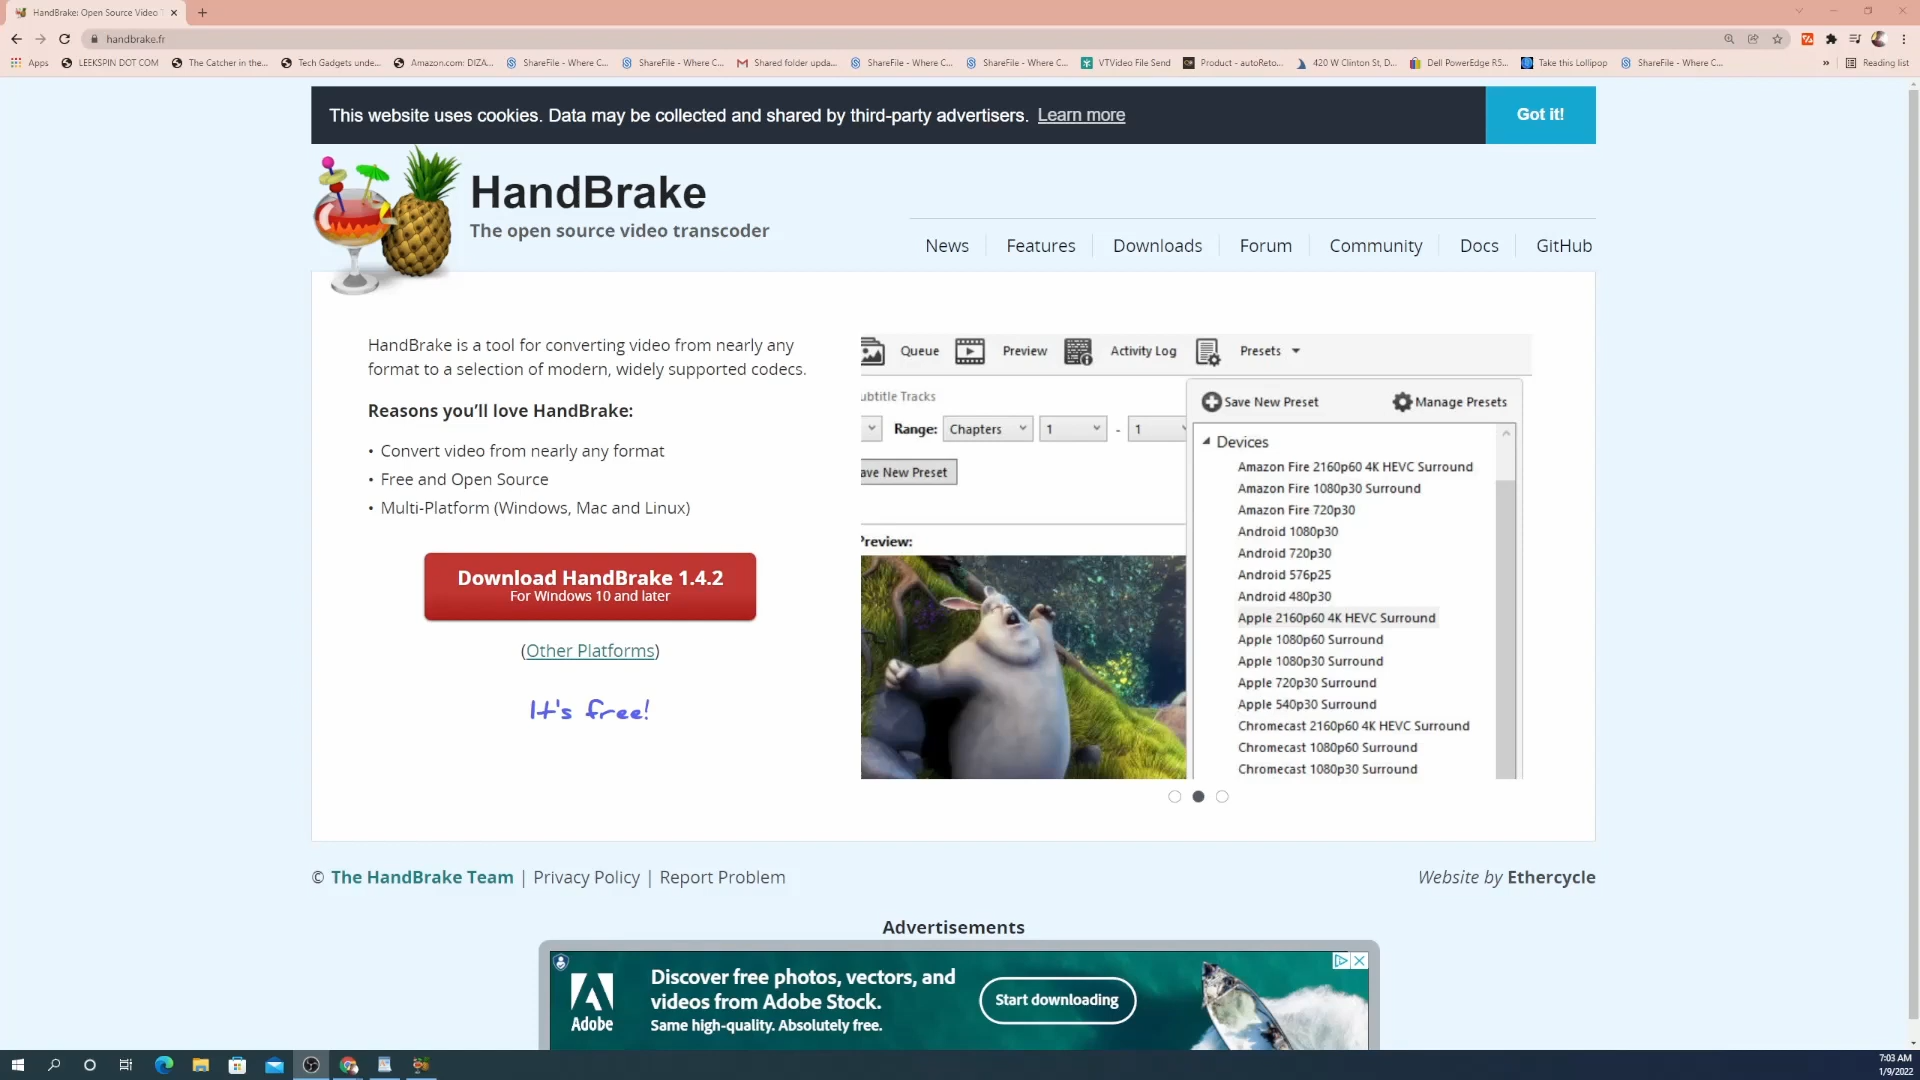 HandBrake: Open Source Video T
handbrake.fr
Apps
LEEKSPIN DOT COM
The Catcher in the...
Tech Gadgets unde...
Amazon.com: DIZA...
ShareFile - Where C...
ShareFile - Where C...
Shared folder upda...
ShareFile - Where C...
ShareFile - Where C...
VTVideo File Send
Product - autoReto...
420 W Clinton St, D...
Dell PowerEdge R5...
Take this Lollipop
ShareFile - Where C...
»
Reading list
This website uses cookies. Data may be collected and shared by third-party advertisers. Learn more
Got it!
HandBrake
The open source video transcoder
News
Features
Downloads
Forum
Community
Docs
GitHub
HandBrake is a tool for converting video from nearly any
format to a selection of modern, widely supported codecs.
Reasons you'll love HandBrake:
• Convert video from nearly any format
• Free and Open Source
• Multi-Platform (Windows, Mac and Linux)
Download HandBrake 1.4.2
For Windows 10 and later
(Other Platforms)
It's free!
Queue
Preview
Activity Log
Presets
ubtitle Tracks
Range:
Chapters
1
-
1
ave New Preset
Preview:
Save New Preset
Manage Presets
Devices
Amazon Fire 2160p60 4K HEVC Surround
Amazon Fire 1080p30 Surround
Amazon Fire 720p30
Android 1080p30
Android 720p30
Android 576p25
Android 480p30
Apple 2160p60 4K HEVC Surround
Apple 1080p60 Surround
Apple 1080p30 Surround
Apple 720p30 Surround
Apple 540p30 Surround
Chromecast 2160p60 4K HEVC Surround
Chromecast 1080p60 Surround
Chromecast 1080p30 Surround
© The HandBrake Team | Privacy Policy | Report Problem
Website by Ethercycle
Advertisements
Adobe
Discover free photos, vectors, and
videos from Adobe Stock.
Same high-quality. Absolutely free.
Start downloading
7:03 AM
1/9/2022